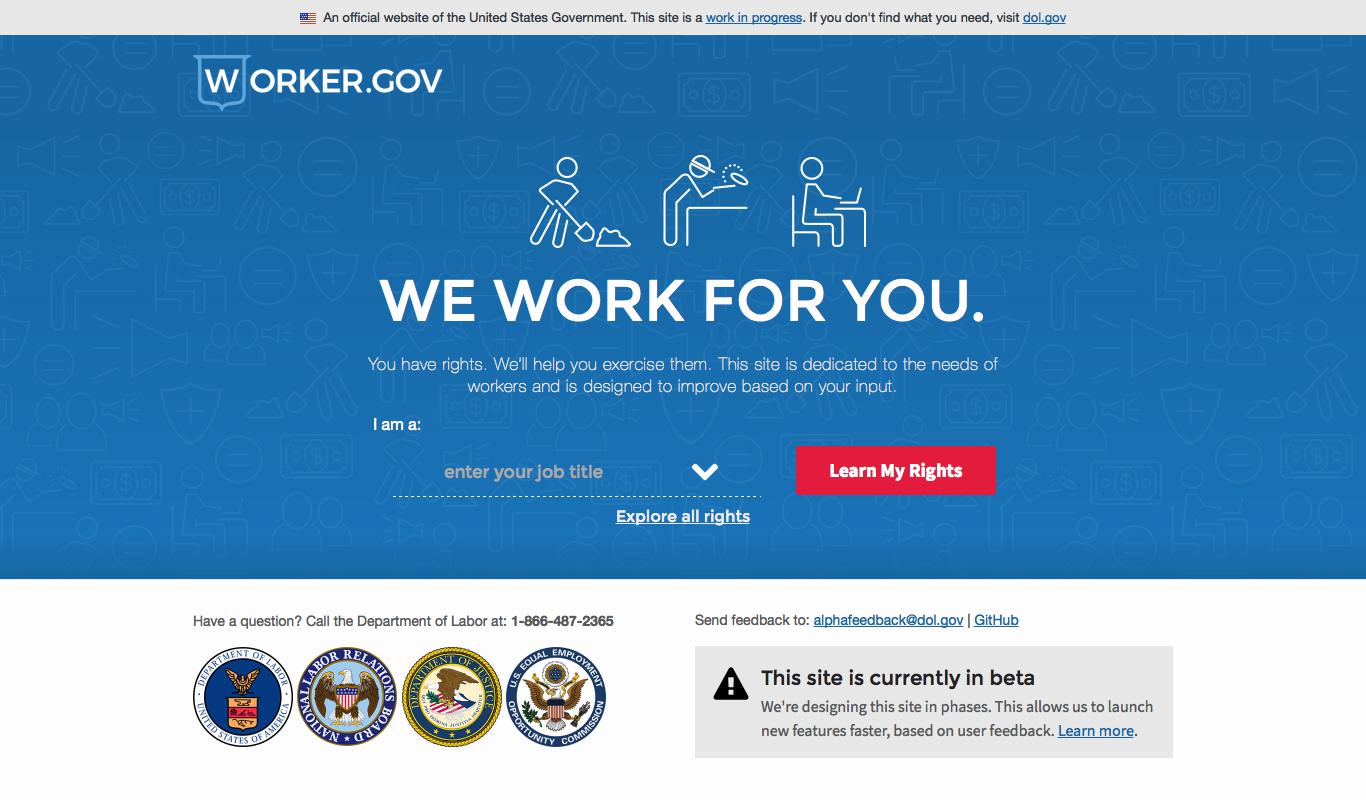 An official website of the United States Government. This site is a work in progress. If you don't find what you need, visit dol.gov
WORKER.GOV
WE WORK FOR YOU.
You have rights. We'll help you exercise them. This site is dedicated to the needs of
workers and is designed to improve based on your input.
I am a:
enter your job title
Learn My Rights
Explore all rights
Have a question? Call the Department of Labor at: 1-866-487-2365
DEPARTMENT OF LABOR
UNITED STATES OF AMERICA
NATIONAL LABOR RELATIONS BOARD
DEPARTMENT OF JUSTICE
U.S. EQUAL EMPLOYMENT
OPPORTUNITY COMMISSION
Send feedback to: alphafeedback@dol.gov | GitHub
This site is currently in beta
We're designing this site in phases. This allows us to launch
new features faster, based on user feedback. Learn more.